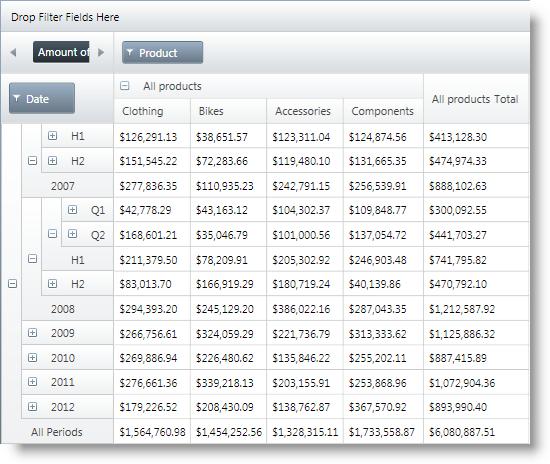 Drop Filter Fields Here
Amount of Product
Date
All products
All products Total
Clothing Bikes Accessories Components
H1 $126,291.13 $38,651.57 $123,311.04 $124,874.56 $413,128.30
H2 $151,545.22 $72,283.66 $119,480.10 $131,665.35 $474,974.33
2007 $277,836.35 $110,935.23 $242,791.15 $256,539.91 $888,102.63
Q1 $42,778.29 $43,163.12 $104,302.37 $109,848.77 $300,092.55
Q2 $168,601.21 $35,046.79 $101,000.56 $137,054.72 $441,703.27
H1 $211,379.50 $78,209.91 $205,302.92 $246,903.48 $741,795.82
H2 $83,013.70 $166,919.29 $180,719.24 $40,139.86 $470,792.10
2008 $294,393.20 $245,129.20 $386,022.16 $287,043.35 $1,212,587.92
2009 $266,756.61 $324,059.29 $221,736.79 $313,333.62 $1,125,886.32
2010 $269,886.94 $226,480.62 $135,846.22 $255,202.11 $887,415.89
2011 $276,661.36 $339,218.13 $203,155.91 $253,868.96 $1,072,904.36
2012 $179,226.52 $208,430.09 $138,762.87 $367,570.92 $893,990.40
All Periods $1,564,760.98 $1,454,252.56 $1,328,315.11 $1,733,558.87 $6,080,887.51